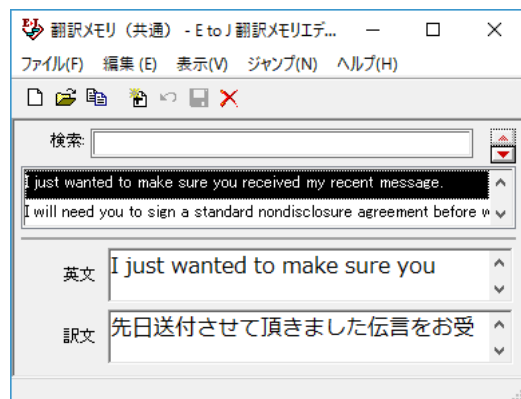 翻訳メモリ（共通） - E to J 翻訳メモリエデ...
ファイル(F) 編集(E) 表示(V) ジャンプ(N) ヘルプ(H)
検索:
I just wanted to make sure you received my recent message.
I will need you to sign a standard nondisclosure agreement before
英文 I just wanted to make sure you
訳文 先日送付させて頂きました伝言をお受